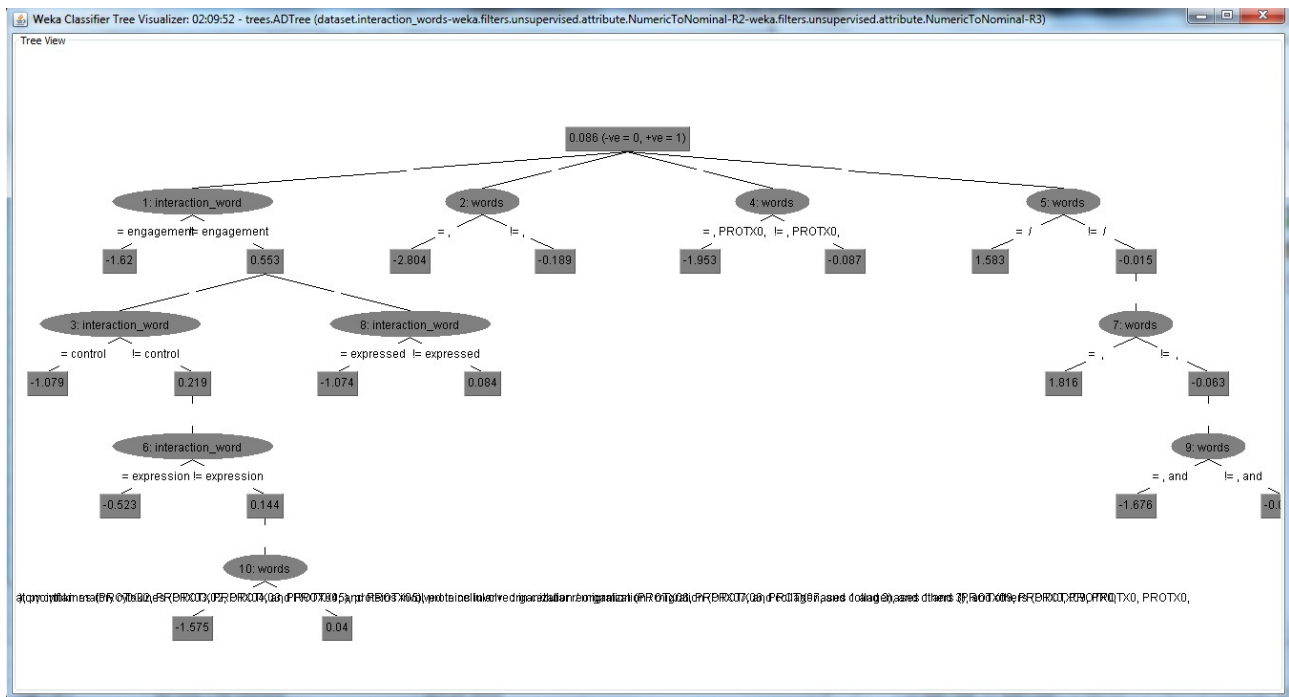 Weka Classifier Tree Visualizer: 02:09:52 - trees.ADTree (dataset.interaction_words-weka.filters.unsupervised.attribute.NumericToNominal-R2-weka.filters.unsupervised.attribute.NumericToNominal-R3)
Tree View
0.086 (-ve = 0, +ve = 1)
1: interaction_word 2: words 4: words 5: words
= engagement != engagement = , != , = , PROTX0, != , PROTX0, = / != /
-1.62 0.553 -2.804 -0.189 -1.953 -0.087 1.583 -0.015
3: interaction_word 8: interaction_word 7: words
= control != control = expressed != expressed = , != ,
-1.079 0.219 -1.074 0.084 1.816 -0.063
6: interaction_word 9: words
= expression != expression = , and != , and
-0.523 0.144 -1.676
10: words
PROTX0,
-1.575 0.04